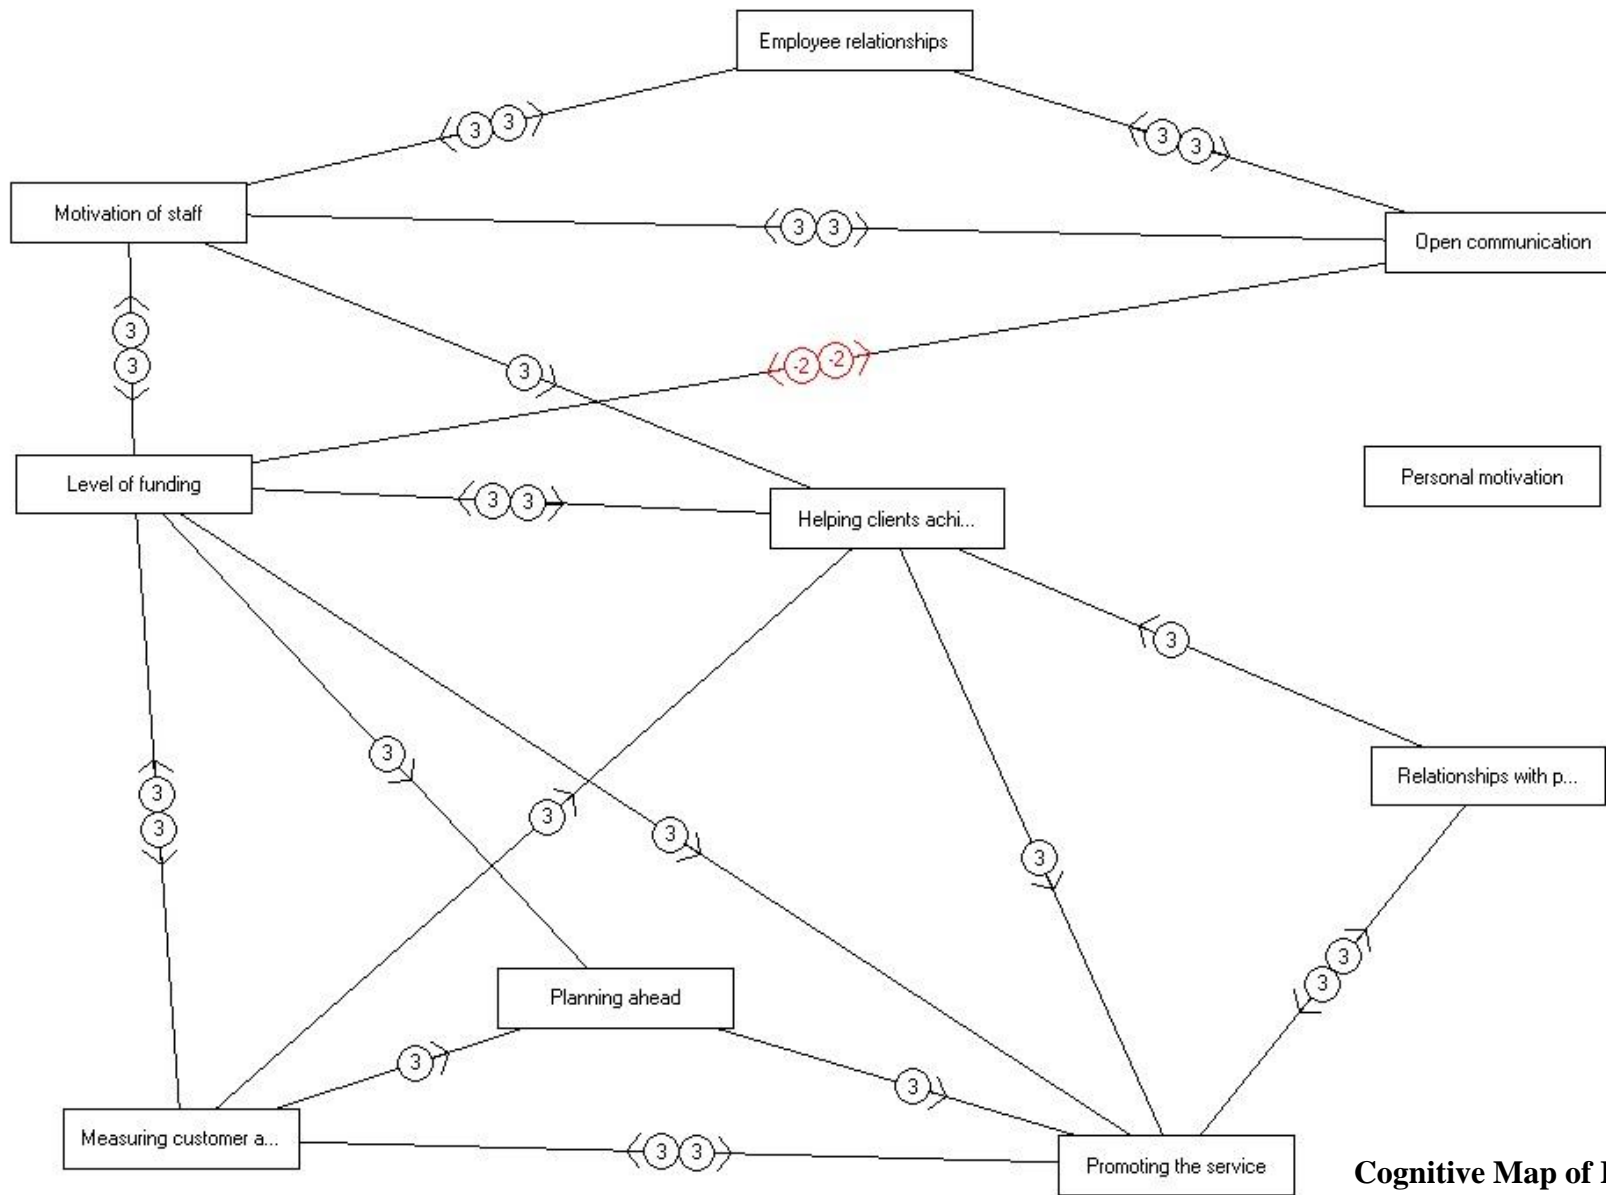 Employee relationships
3 3
3 3
Motivation of staff
3 3
Open communication
3
3
3
-2 -2
Level of funding
3 3
Helping clients achi...
Personal motivation
3
3
Relationships with p...
3
3
3
3
3
3
3
Planning ahead
3
3
Measuring customer a...
3 3
Promoting the service
Cognitive Map of